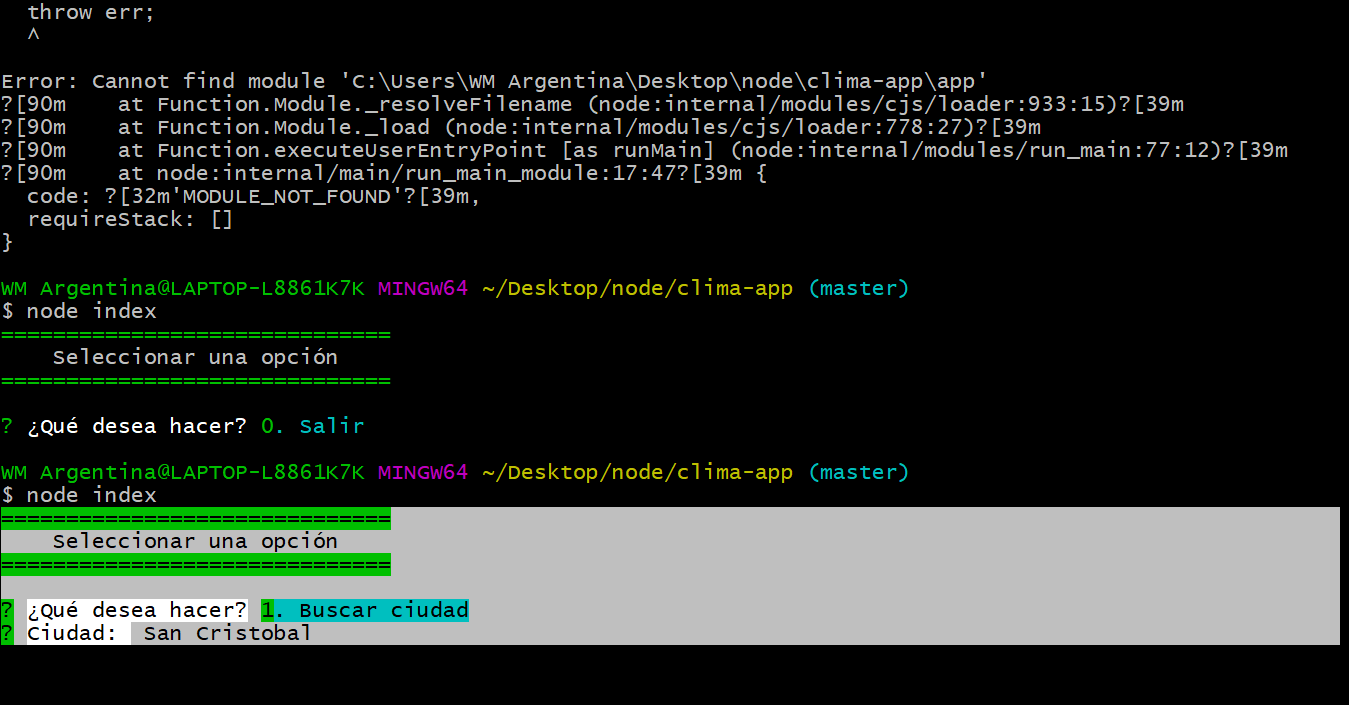 throw err;
^
Error: Cannot find module 'C:\Users\WM Argentina\Desktop\node\clima-app\app'
?[90m    at Function.Module._resolveFilename (node:internal/modules/cjs/loader:933:15)?[39m
?[90m    at Function.Module._load (node:internal/modules/cjs/loader:778:27)?[39m
?[90m    at Function.executeUserEntryPoint [as runMain] (node:internal/modules/run_main:77:12)?[39m
?[90m    at node:internal/main/run_main_module:17:47?[39m {
  code: ?[32m'MODULE_NOT_FOUND'?[39m,
  requireStack: []
}
WM Argentina@LAPTOP-L8861K7K MINGW64 ~/Desktop/node/clima-app (master)
$ node index
==============================
    Seleccionar una opción
==============================
? ¿Qué desea hacer? 0. Salir
WM Argentina@LAPTOP-L8861K7K MINGW64 ~/Desktop/node/clima-app (master)
$ node index
==============================
    Seleccionar una opción
==============================
? ¿Qué desea hacer? 1. Buscar ciudad
? Ciudad:  San Cristobal